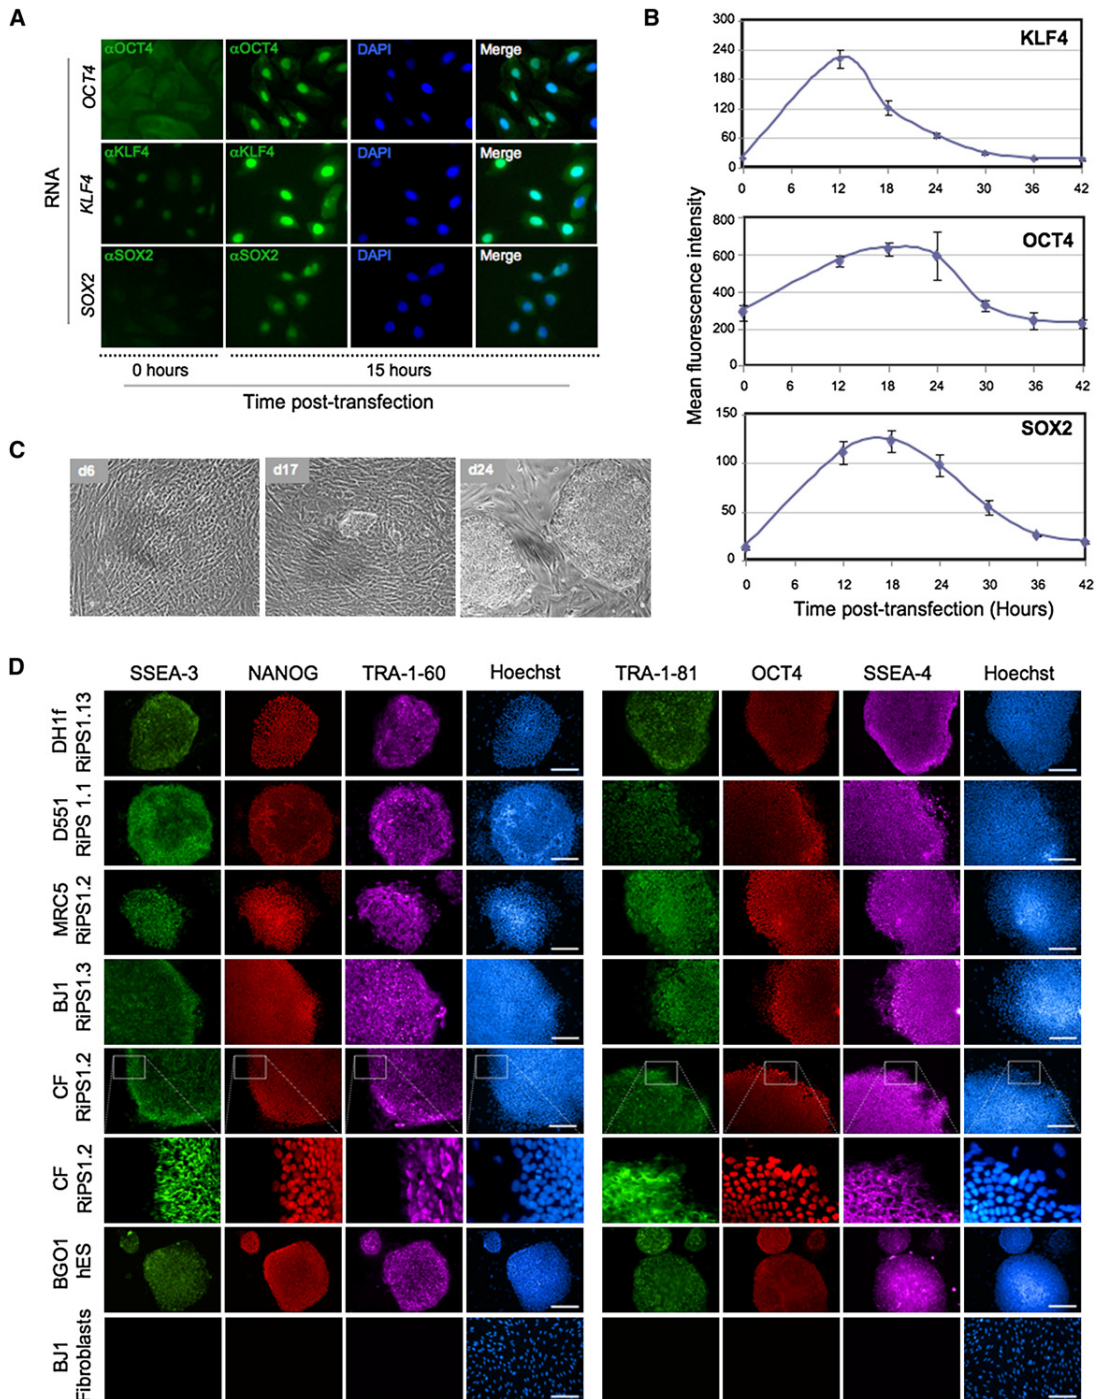 A
RNA
OCT4
αOCT4
αOCT4
DAPI
Merge
KLF4
αKLF4
αKLF4
DAPI
Merge
SOX2
αSOX2
αSOX2
DAPI
Merge
0 hours
15 hours
Time post-transfection
B
Mean fluorescence intensity
KLF4
300
240
180
120
60
0
0 6 12 18 24 30 36 42
OCT4
800
600
400
200
0
0 6 12 18 24 30 36 42
SOX2
150
100
50
0
0 6 12 18 24 30 36 42
Time post-transfection (Hours)
C
d6
d17
d24
D
SSEA-3 NANOG TRA-1-60 Hoechst TRA-1-81 OCT4 SSEA-4 Hoechst
DH1f
RiPS1.13
D551
RiPS 1.1
MRC5
RiPS1.2
BJ1
RiPS1.3
CF
RiPS1.2
CF
RiPS1.2
BGO1
hES
BJ1
Fibroblasts